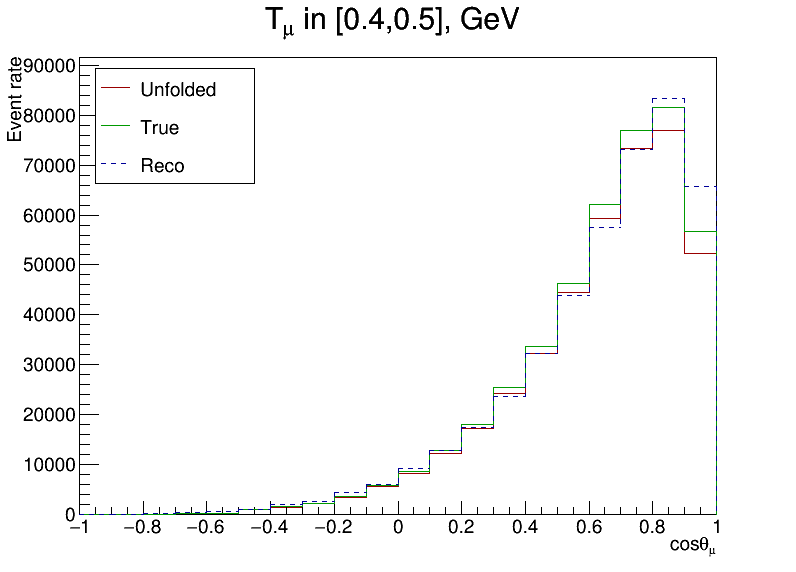 T_μ in [0.4,0.5], GeV
Event rate
90000
80000
70000
60000
50000
40000
30000
20000
10000
0
Unfolded
True
Reco
−1 −0.8 −0.6 −0.4 −0.2 0 0.2 0.4 0.6 0.8 1
cosθ_μ